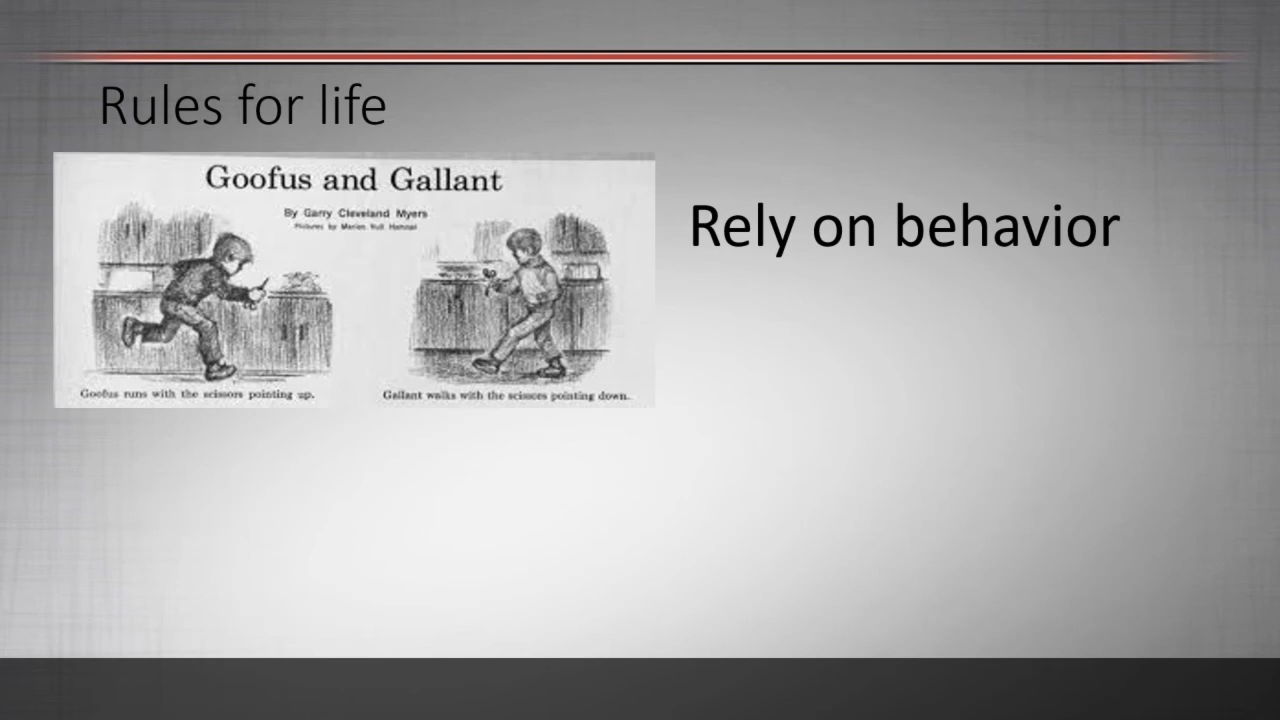 Rules for life
Goofus and Gallant
By Garry Cleveland Myers
Pictures by Marion Hull Hammel
Goofus runs with the scissors pointing up.
Gallant walks with the scissors pointing down.
Rely on behavior